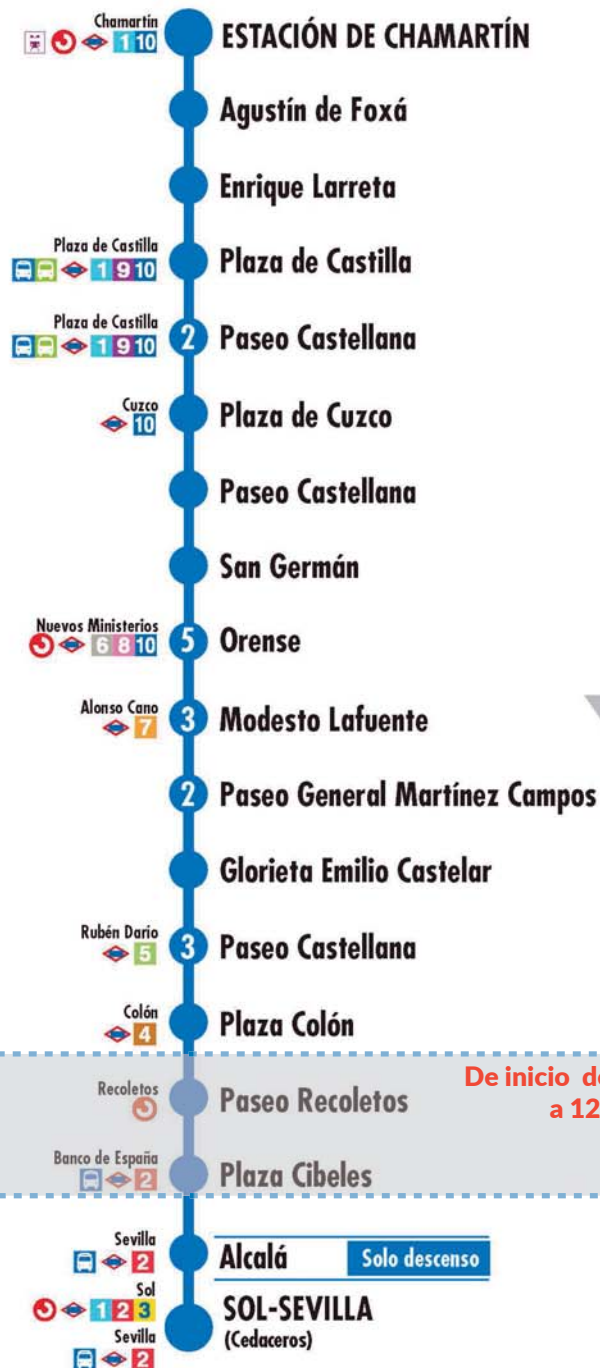 Chamartín
1 10
ESTACIÓN DE CHAMARTÍN
Agustín de Foxá
Enrique Larreta
Plaza de Castilla
1 9 10
Plaza de Castilla
Plaza de Castilla
1 9 10
2
Paseo Castellana
Cuzco
10
Plaza de Cuzco
Paseo Castellana
San Germán
Nuevos Ministerios
6 8 10
5
Orense
Alonso Cano
7
3
Modesto Lafuente
2
Paseo General Martínez Campos
Glorieta Emilio Castelar
Rubén Dario
5
3
Paseo Castellana
Colón
4
Plaza Colón
Recoletos
Paseo Recoletos
De inicio
a 12
Banco de España
2
Plaza Cibeles
Sevilla
2
Alcalá
Solo descenso
Sol
1 2 3
SOL-SEVILLA
(Cedaceros)
Sevilla
2